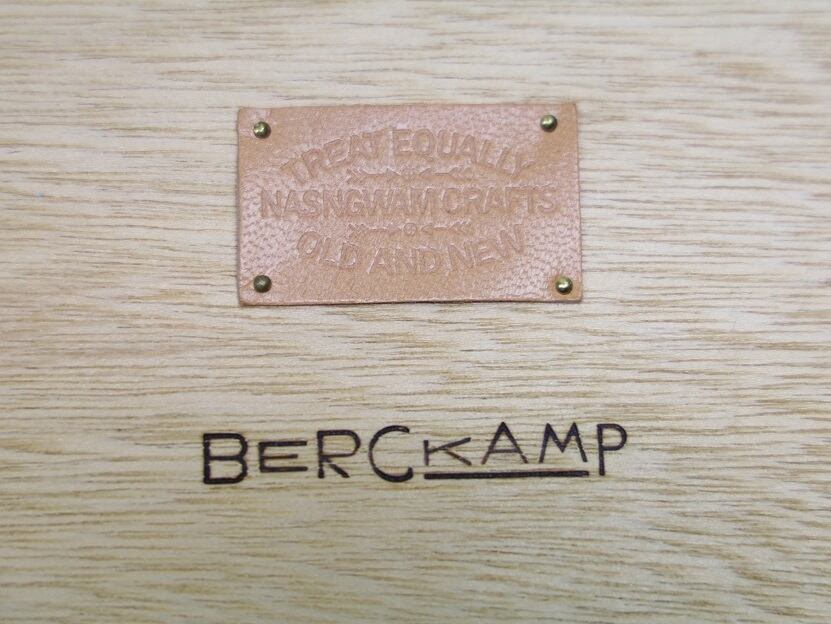 TREAT EQUALLY
NASNGWAM CRAFTS
OLD AND NEW
BERCKAMP